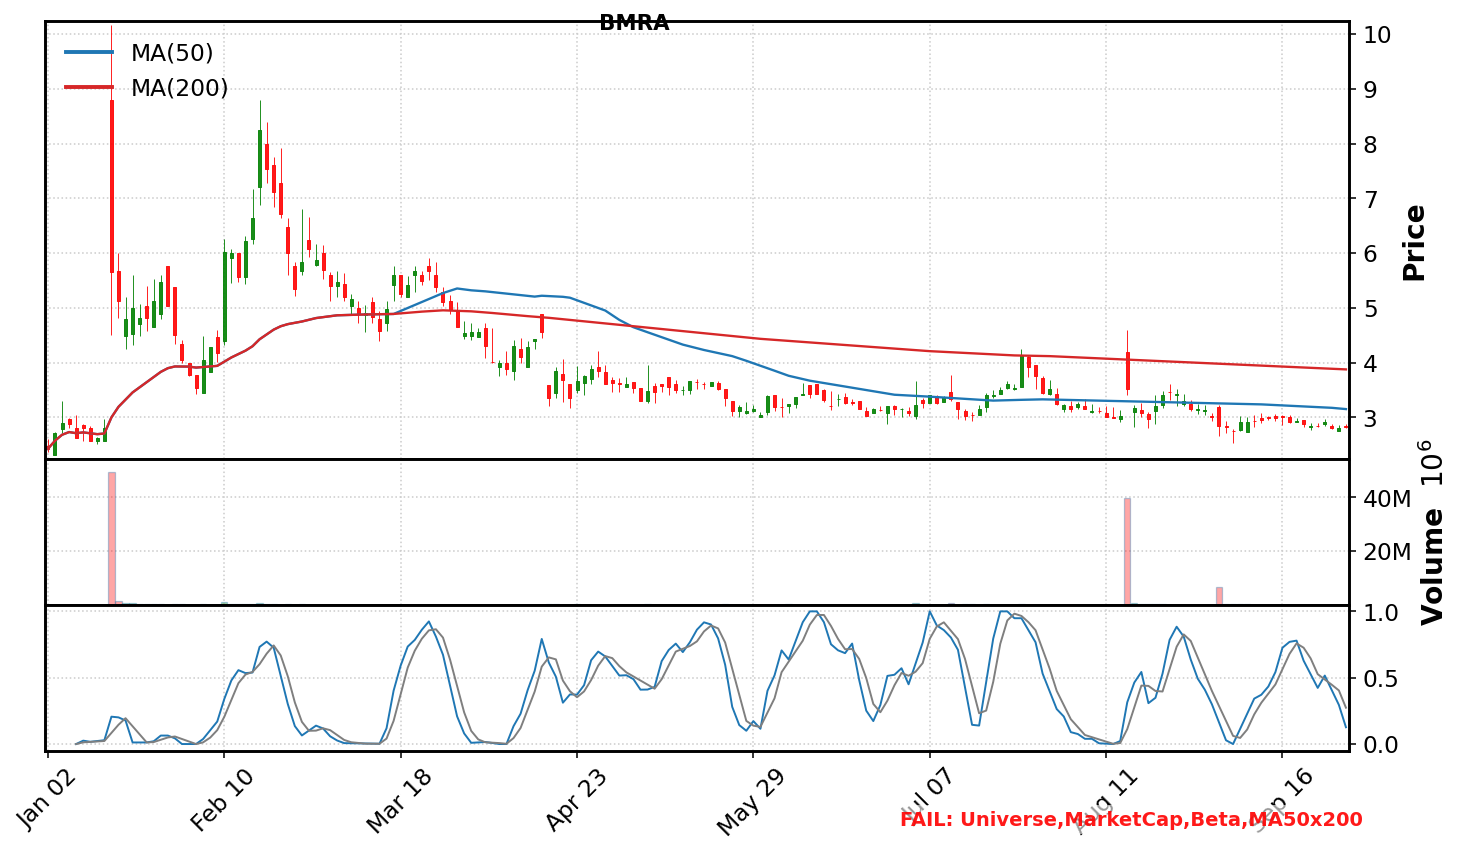 BMRA
MA(50)
MA(200)
10
9
8
7
6
5
4
3
Price
40M
20M
Volume 10^6
1.0
0.5
0.0
Jan 02
Feb 10
Mar 18
Apr 23
May 29
Jul 07
Aug 11
Sep 16
FAIL: Universe,MarketCap,Beta,MA50x200